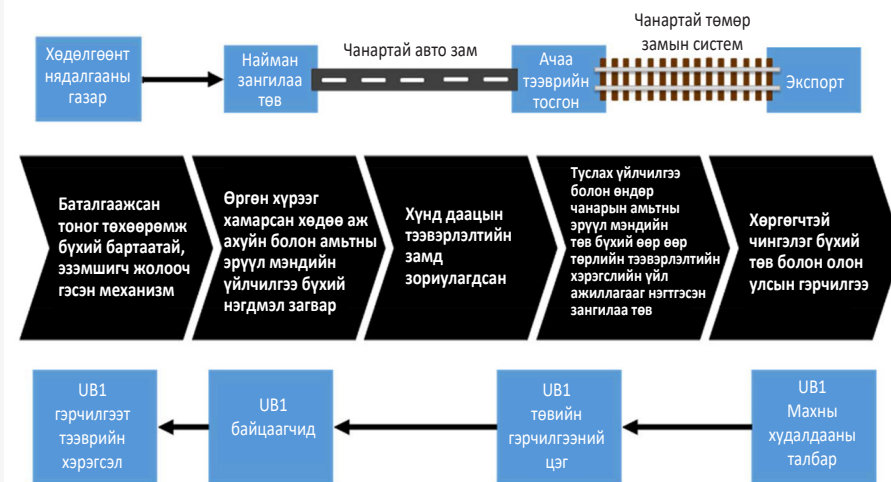 Хөдөлгөөнт
нядалгааны
газар
Найман
зангилаа
төв
Чанартай авто зам
Ачаа
тээврийн
тосгон
Чанартай төмөр
замын систем
Экспорт
Баталгаажсан
тоног төхөөрөмж
бүхий бартаатай,
эзэмшигч жолооч
гэсэн механизм
Өргөн хүрээг
хамарсан хөдөө аж
ахуйн болон амьтны
эрүүл мэндийн
үйлчилгээ бүхий
нэгдмэл загвар
Хүнд даацын
тээвэрлэлтийн
замд
зориулагдсан
Туслах үйлчилгээ
болон өндөр
чанарын амьтны
эрүүл мэндийн
төв бүхий өөр өөр
төрлийн тээвэрлэлтийн
хэрэгслийн үйл
ажиллагааг нэгтгэсэн
зангилаа төв
Хөргөгчтэй
чингэлэг бүхий
төв болон олон
улсын гэрчилгээ
UB1
гэрчилгээт
тээврийн
хэрэгсэл
UB1
байцаагчид
UB1
төвийн
гэрчилгээний
цэг
UB1
Махны
худалдааны
талбар